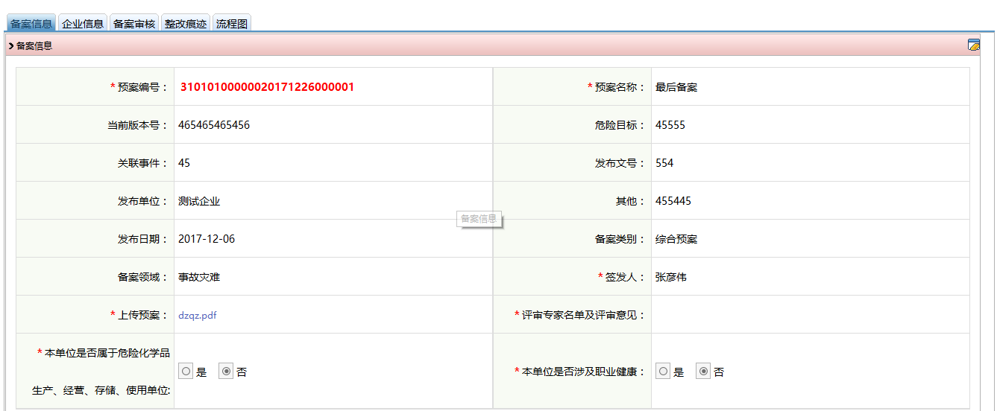 备案信息 企业信息 备案审核 整改痕迹 流程图
备案信息
*预案编号： 31010100000020171226000001 *预案名称： 最后备案
当前版本号： 465465465456 危险目标： 45555
关联事件： 45 发布文号： 554
发布单位： 测试企业 其他： 455445
备案信息
发布日期： 2017-12-06 备案类别： 综合预案
备案领域： 事故灾难 *签发人： 张彦伟
*上传预案： dzqz.pdf *评审专家名单及评审意见：
*本单位是否属于危险化学品
生产、经营、存储、使用单位: 是 否 *本单位是否涉及职业健康： 是 否